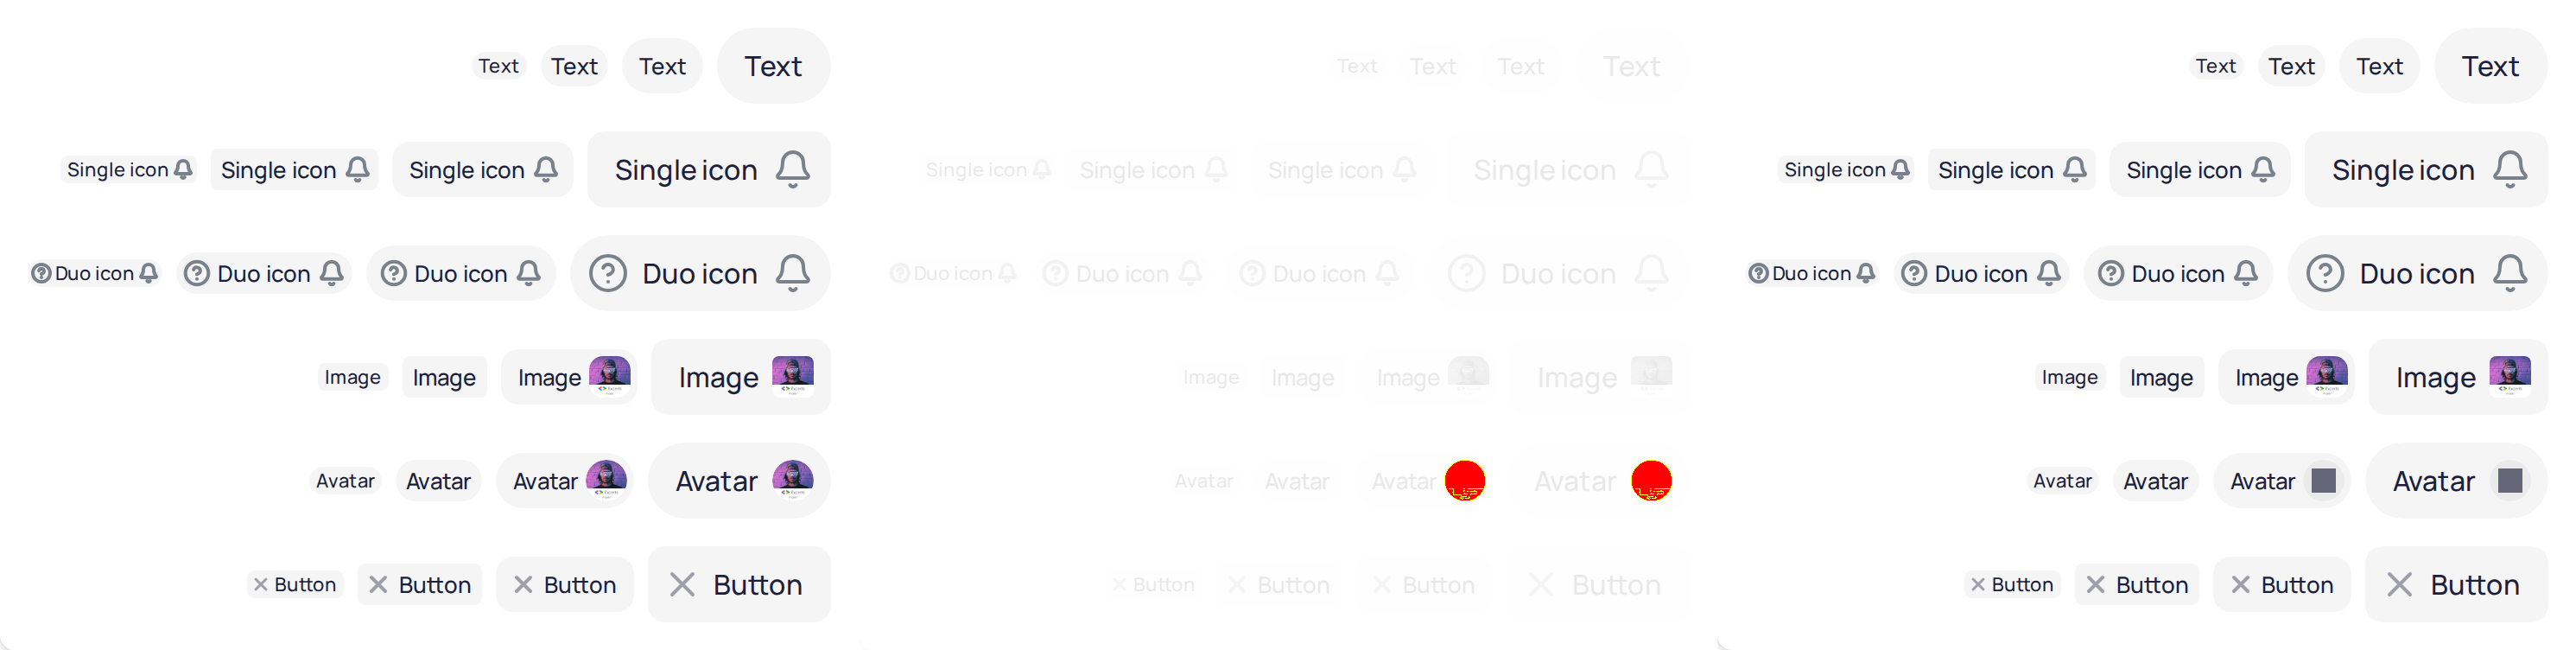 Text Text Text Text Text Text Text Text Text Text Text Text
Single icon Single icon Single icon Single icon Single icon Single icon Single icon Single icon Single icon Single icon Single icon Single icon
Duo icon Duo icon Duo icon Duo icon Duo icon Duo icon Duo icon Duo icon Duo icon Duo icon Duo icon Duo icon
Image Image Image Image Image Image Image Image Image Image Image Image
Avatar Avatar Avatar Avatar Avatar Avatar Avatar Avatar Avatar Avatar Avatar Avatar
Button Button Button Button Button Button Button Button Button Button Button Button